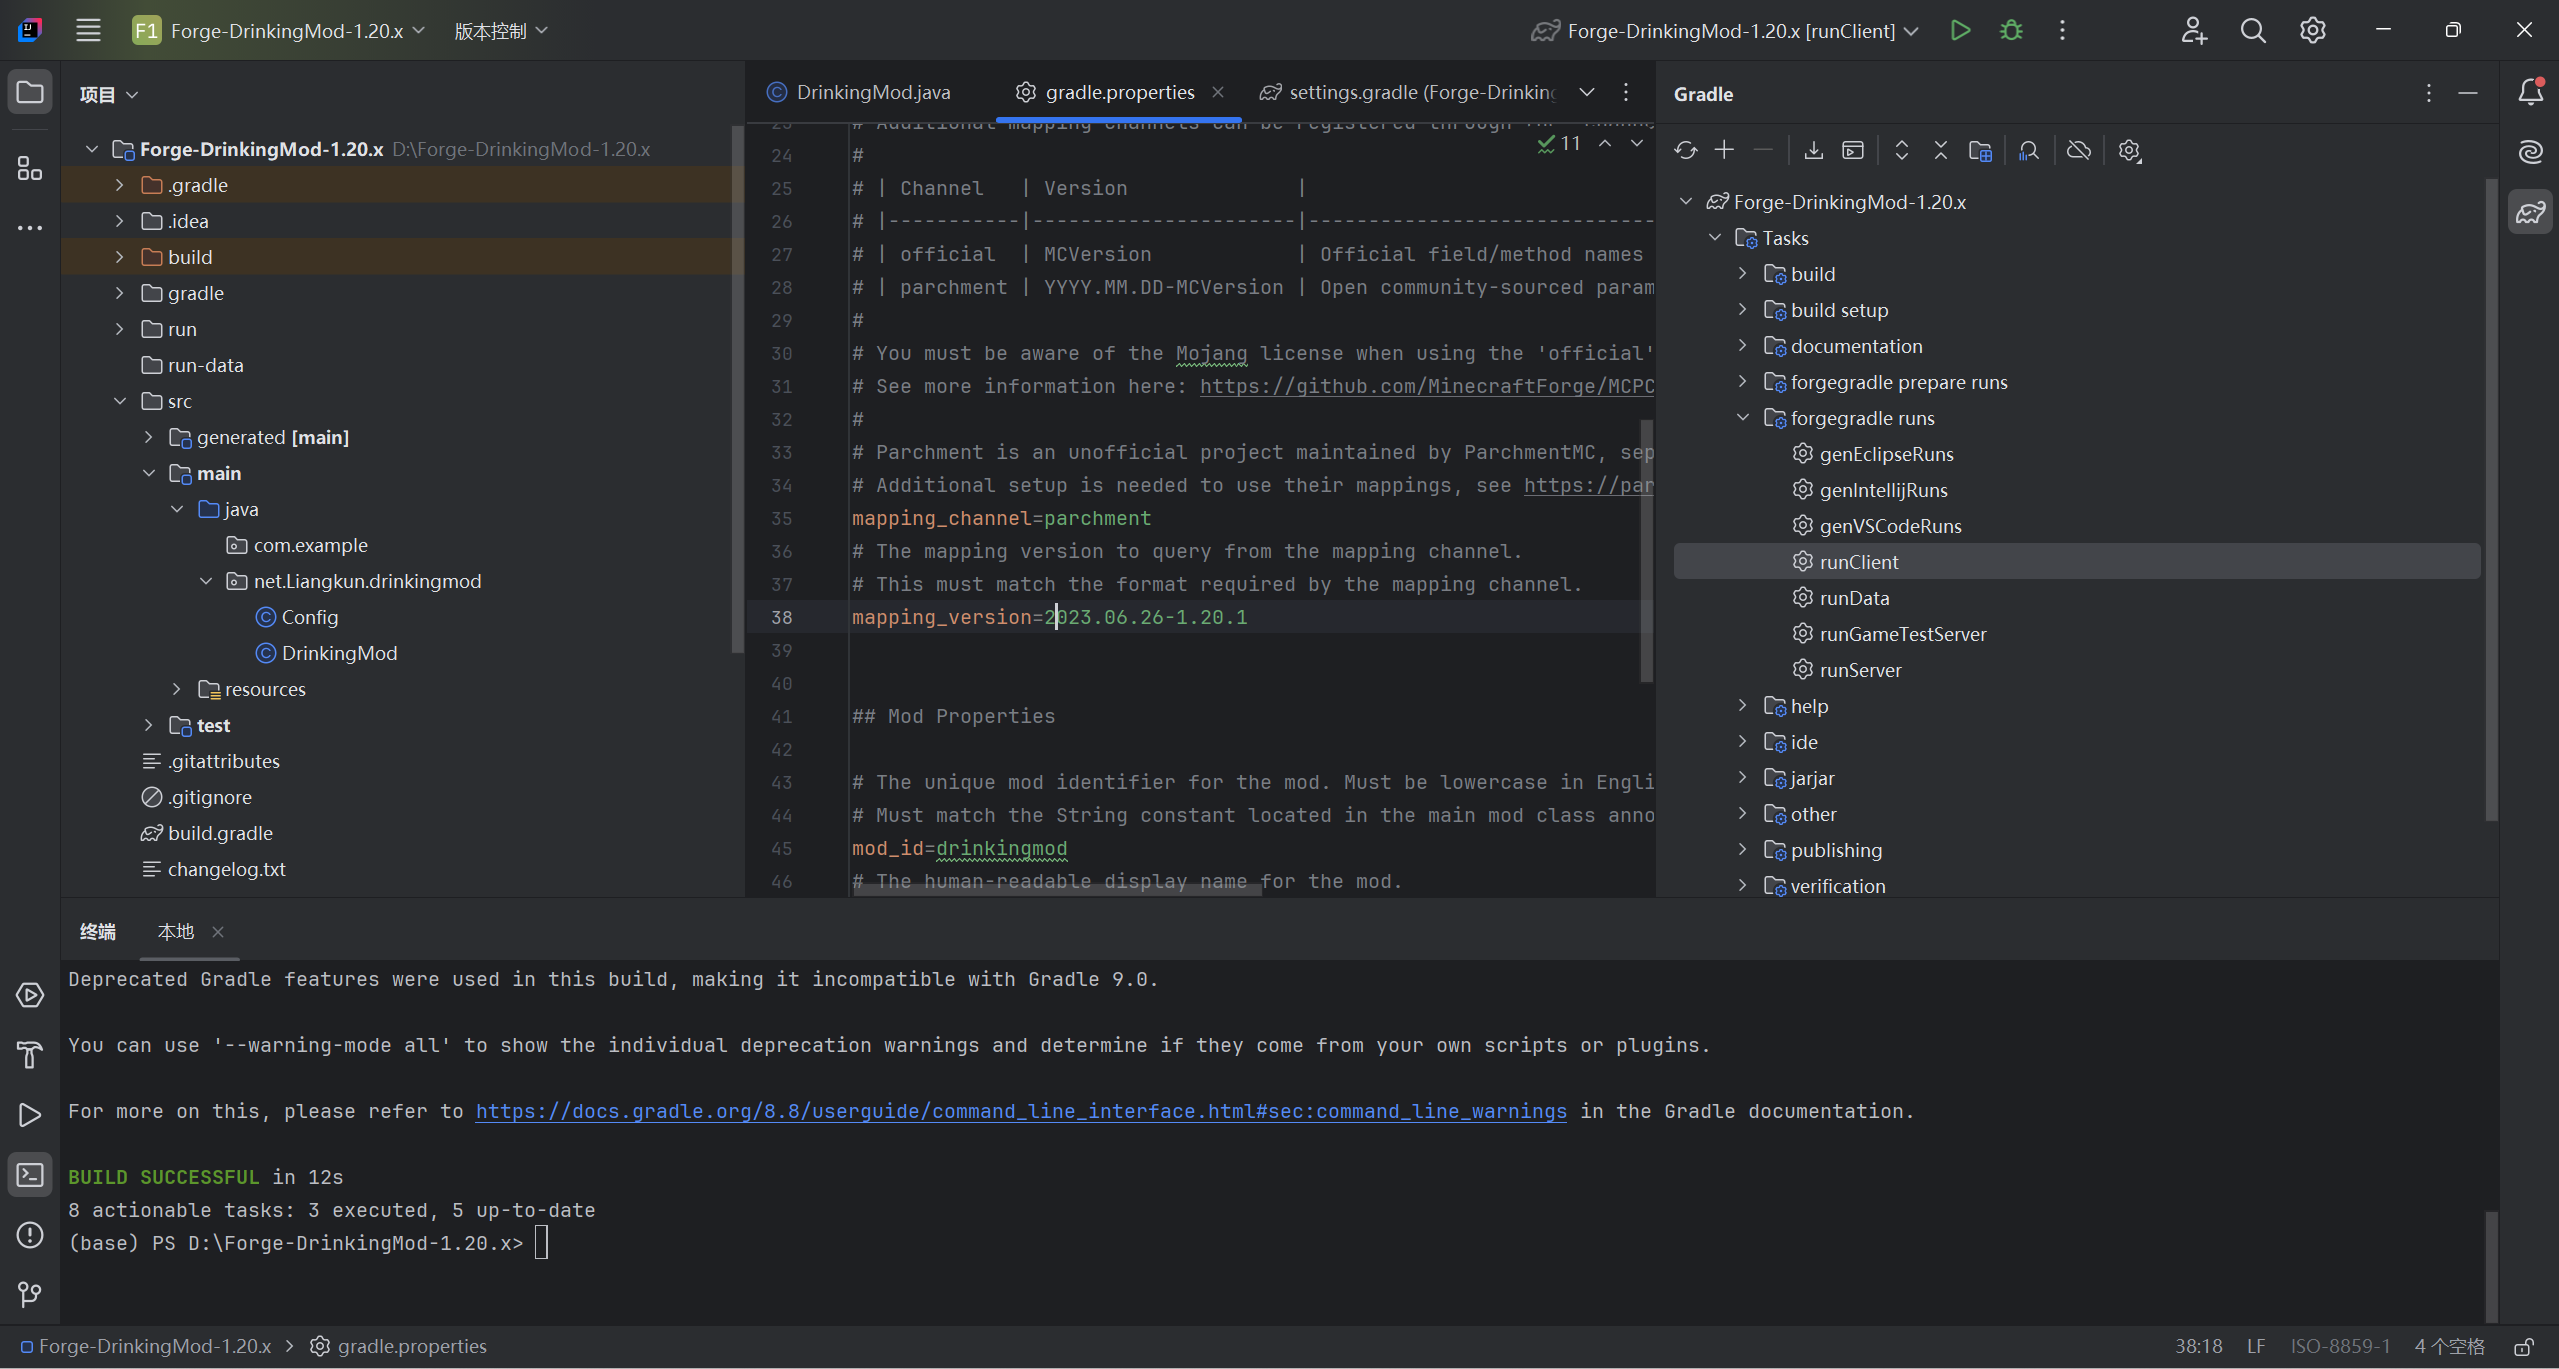 F1 Forge-DrinkingMod-1.20.x 版本控制 Forge-DrinkingMod-1.20.x [runClient]
项目
Forge-DrinkingMod-1.20.x D:\Forge-DrinkingMod-1.20.x
.gradle
.idea
build
gradle
run
run-data
src
generated [main]
main
java
com.example
net.Liangkun.drinkingmod
Config
DrinkingMod
resources
test
.gitattributes
.gitignore
build.gradle
changelog.txt
DrinkingMod.java gradle.properties settings.gradle (Forge-Drinking
11
23 # Additional mapping channels can be registered through the
24 #
25 # | Channel | Version |
26 # |-----------|----------------------|-----------------------------
27 # | official | MCVersion | Official field/method names
28 # | parchment | YYYY.MM.DD-MCVersion | Open community-sourced param
29 #
30 # You must be aware of the Mojang license when using the 'official'
31 # See more information here: https://github.com/MinecraftForge/MCPC
32 #
33 # Parchment is an unofficial project maintained by ParchmentMC, sep
34 # Additional setup is needed to use their mappings, see https://par
35 mapping_channel=parchment
36 # The mapping version to query from the mapping channel.
37 # This must match the format required by the mapping channel.
38 mapping_version=2023.06.26-1.20.1
39
40
41 ## Mod Properties
42
43 # The unique mod identifier for the mod. Must be lowercase in Engli
44 # Must match the String constant located in the main mod class anno
45 mod_id=drinkingmod
46 # The human-readable display name for the mod.
Gradle
Forge-DrinkingMod-1.20.x
Tasks
build
build setup
documentation
forgegradle prepare runs
forgegradle runs
genEclipseRuns
genIntellijRuns
genVSCodeRuns
runClient
runData
runGameTestServer
runServer
help
ide
jarjar
other
publishing
verification
终端 本地
Deprecated Gradle features were used in this build, making it incompatible with Gradle 9.0.
You can use '--warning-mode all' to show the individual deprecation warnings and determine if they come from your own scripts or plugins.
For more on this, please refer to https://docs.gradle.org/8.8/userguide/command_line_interface.html#sec:command_line_warnings in the Gradle documentation.
BUILD SUCCESSFUL in 12s
8 actionable tasks: 3 executed, 5 up-to-date
(base) PS D:\Forge-DrinkingMod-1.20.x>
Forge-DrinkingMod-1.20.x > gradle.properties 38:18 LF ISO-8859-1 4 个空格